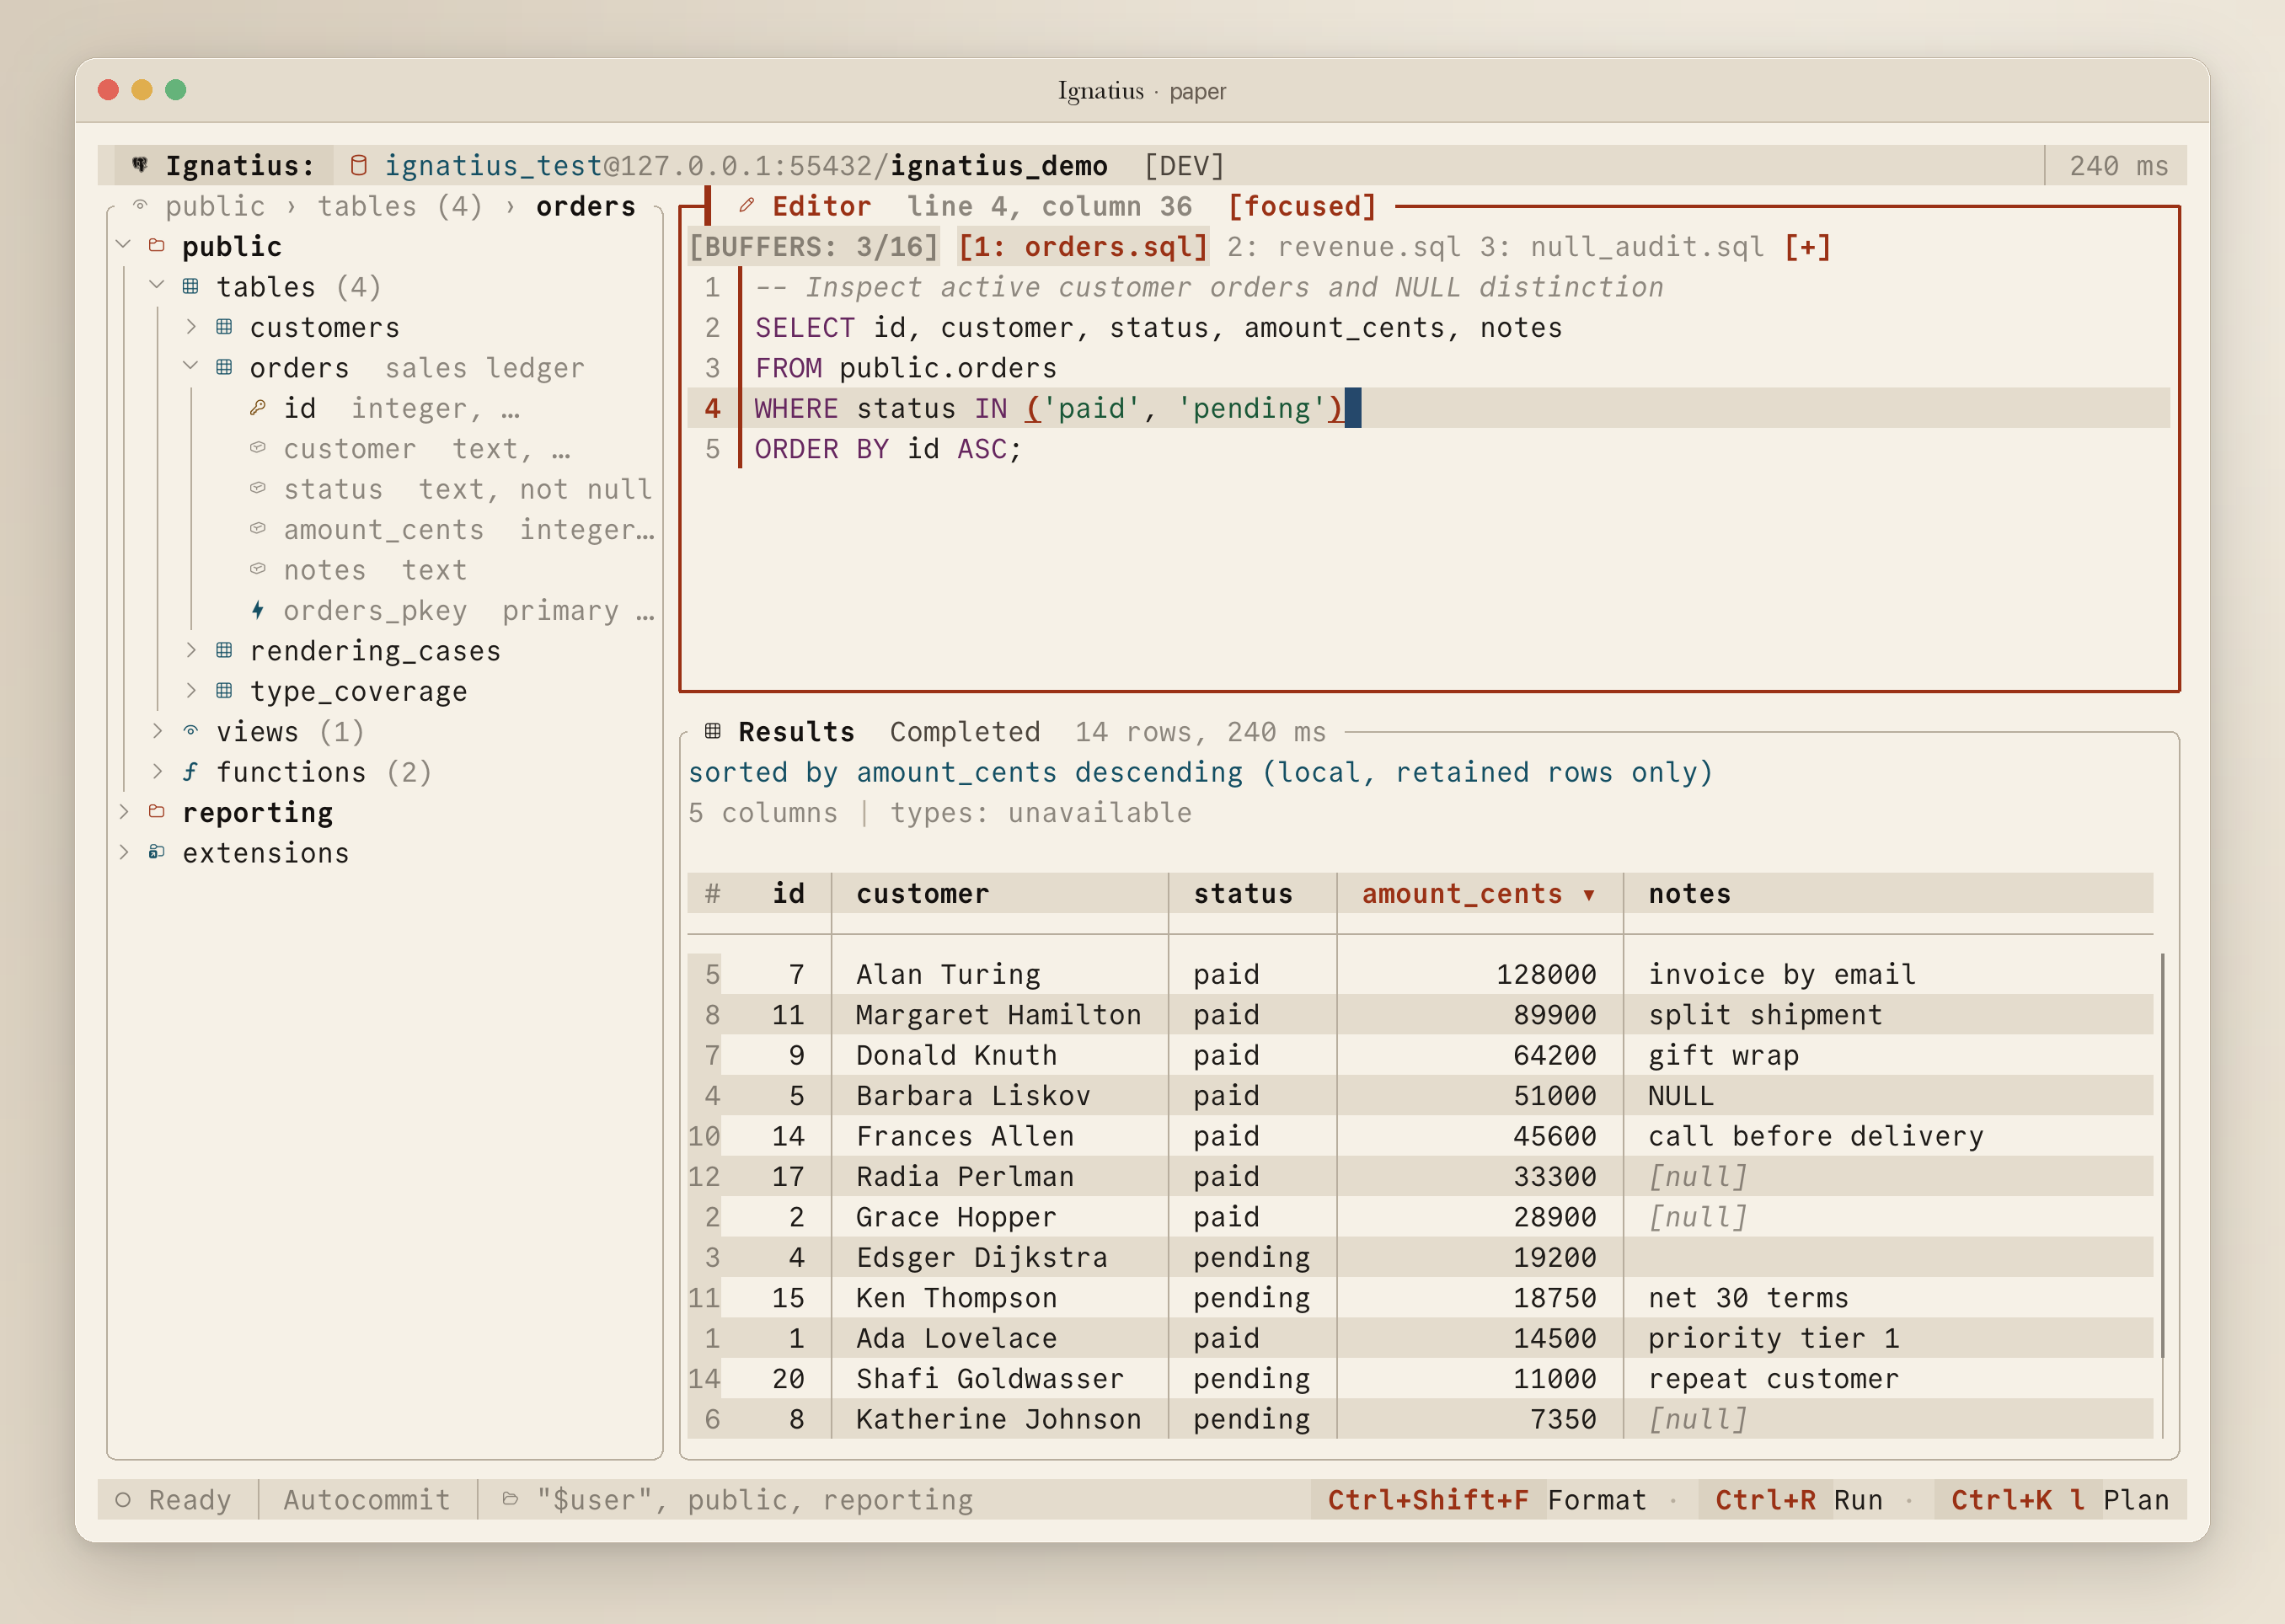 Ignatius · paper
Ignatius: ignatius_test@127.0.0.1:55432/ignatius_demo [DEV] 240 ms
public › tables (4) › orders
public
tables (4)
customers
orders sales ledger
id integer, …
customer text, …
status text, not null
amount_cents integer…
notes text
orders_pkey primary …
rendering_cases
type_coverage
views (1)
functions (2)
reporting
extensions
Editor line 4, column 36 [focused]
[BUFFERS: 3/16] [1: orders.sql] 2: revenue.sql 3: null_audit.sql [+]
1 -- Inspect active customer orders and NULL distinction
2 SELECT id, customer, status, amount_cents, notes
3 FROM public.orders
4 WHERE status IN ('paid', 'pending')
5 ORDER BY id ASC;
Results Completed 14 rows, 240 ms
sorted by amount_cents descending (local, retained rows only)
5 columns | types: unavailable
# id customer status amount_cents ▼ notes
5 7 Alan Turing paid 128000 invoice by email
8 11 Margaret Hamilton paid 89900 split shipment
7 9 Donald Knuth paid 64200 gift wrap
4 5 Barbara Liskov paid 51000 NULL
10 14 Frances Allen paid 45600 call before delivery
12 17 Radia Perlman paid 33300 [null]
2 2 Grace Hopper paid 28900 [null]
3 4 Edsger Dijkstra pending 19200
11 15 Ken Thompson pending 18750 net 30 terms
1 1 Ada Lovelace paid 14500 priority tier 1
14 20 Shafi Goldwasser pending 11000 repeat customer
6 8 Katherine Johnson pending 7350 [null]
Ready Autocommit "$user", public, reporting Ctrl+Shift+F Format · Ctrl+R Run · Ctrl+K l Plan